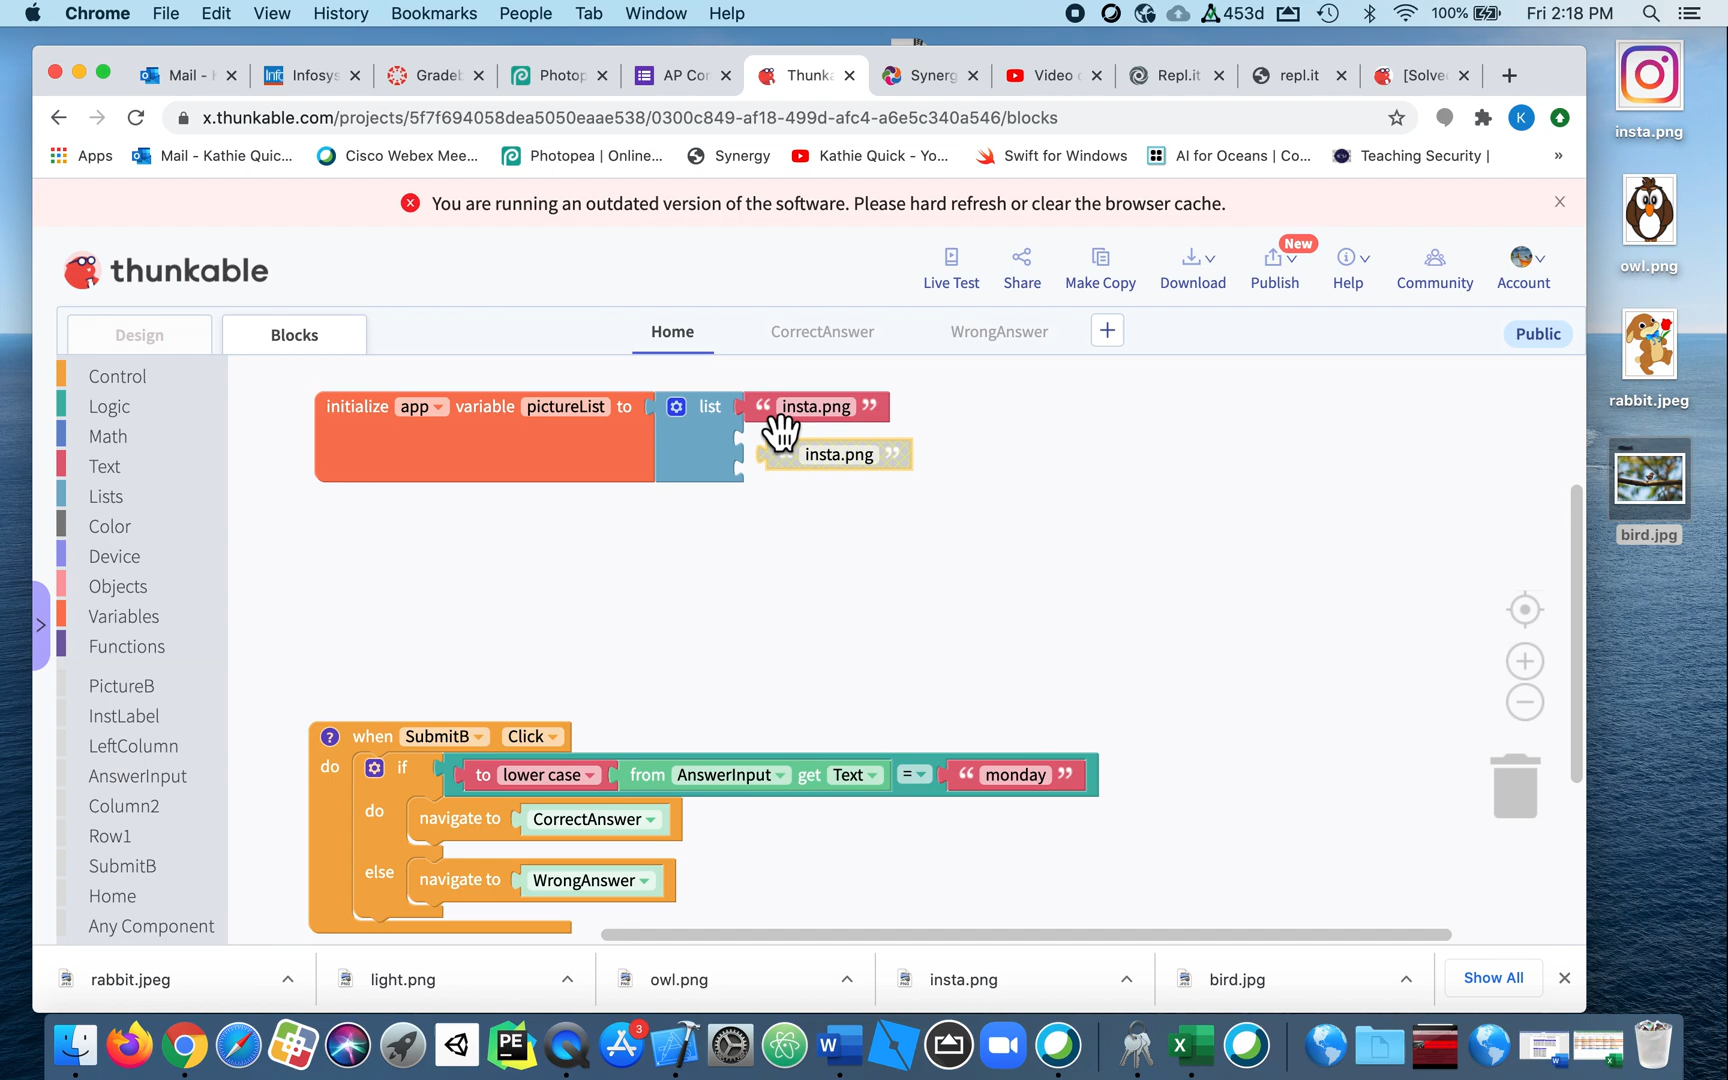 Chrome File Edit View History Bookmarks People Tab Window Help 453d 100% Fri 2:18 PM
Mail - Infosys Grade Photop AP Cor Thunka Synerg Video Repl.it repl.it [Solve
x.thunkable.com/projects/5f7f694058dea5050eaae538/0300c849-af18-499d-afc4-a6e5c340a546/blocks
Apps Mail - Kathie Quic... Cisco Webex Mee... Photopea | Online... Synergy Kathie Quick - Yo... Swift for Windows AI for Oceans | Co... Teaching Security | »
You are running an outdated version of the software. Please hard refresh or clear the browser cache.
thunkable
New
Live Test Share Make Copy Download Publish Help Community Account
Design Blocks Home CorrectAnswer WrongAnswer + Public
Control
Logic
Math
Text
Lists
Color
Device
Objects
Variables
Functions
PictureB
InstLabel
LeftColumn
AnswerInput
Column2
Row1
SubmitB
Home
Any Component
initialize app variable pictureList to list “ insta.png ”
insta.png ”
? when SubmitB Click
do if to lower case from AnswerInput get Text = “ monday ”
do navigate to CorrectAnswer
else navigate to WrongAnswer
rabbit.jpeg light.png owl.png insta.png bird.jpg Show All
insta.png
owl.png
rabbit.jpeg
bird.jpg
PE 3 W X